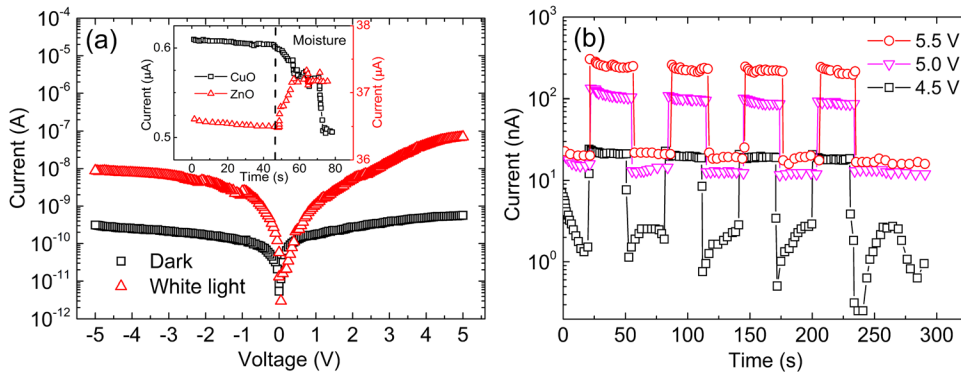 (a)
Current (A)
10⁻⁴
10⁻⁵
10⁻⁶
10⁻⁷
10⁻⁸
10⁻⁹
10⁻¹⁰
10⁻¹¹
10⁻¹²
-5 -4 -3 -2 -1 0 1 2 3 4 5
Voltage (V)
Dark
White light
Moisture
CuO
ZnO
Current (µA)
0.6
0.5
0 20 40 60 80
Time (s)
38
37
36
Current (µA)
(b)
5.5 V
5.0 V
4.5 V
Current (nA)
10³
10²
10¹
10⁰
0 50 100 150 200 250 300
Time (s)